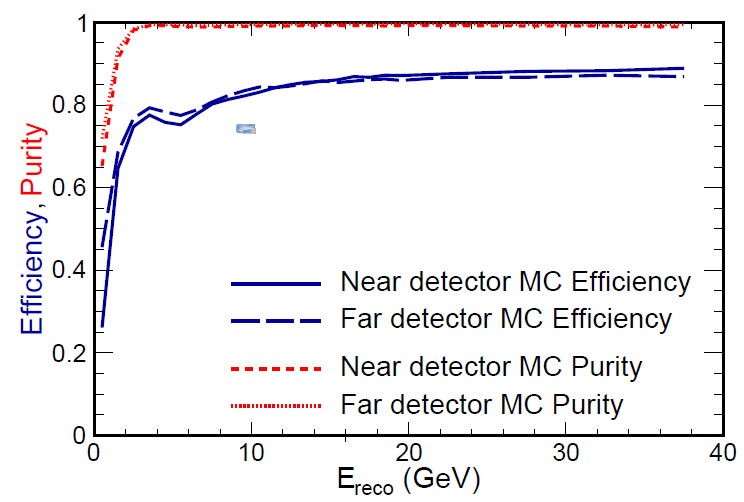 1
0.8
0.6
0.4
0.2
0
Efficiency, Purity
Near detector MC Efficiency
Far detector MC Efficiency
Near detector MC Purity
Far detector MC Purity
0 10 20 30 40
E_reco (GeV)